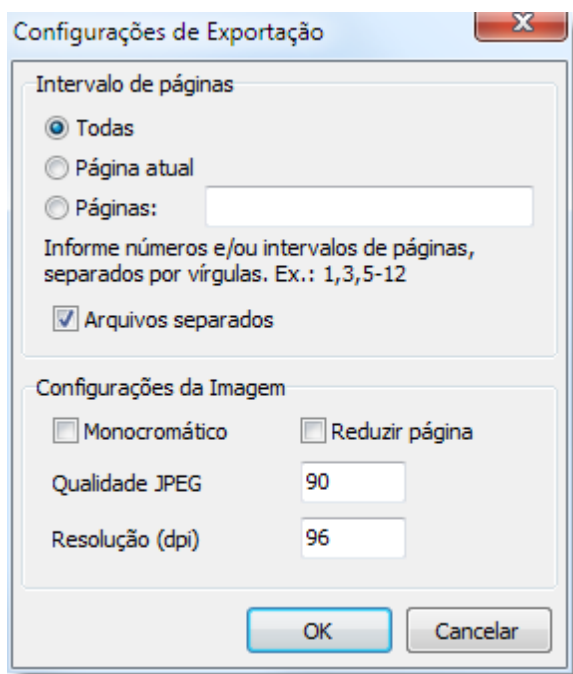 Configurações de Exportação
Intervalo de páginas
Todas
Página atual
Páginas:
Informe números e/ou intervalos de páginas,
separados por vírgulas. Ex.: 1,3,5-12
Arquivos separados
Configurações da Imagem
Monocromático Reduzir página
Qualidade JPEG 90
Resolução (dpi) 96
OK Cancelar